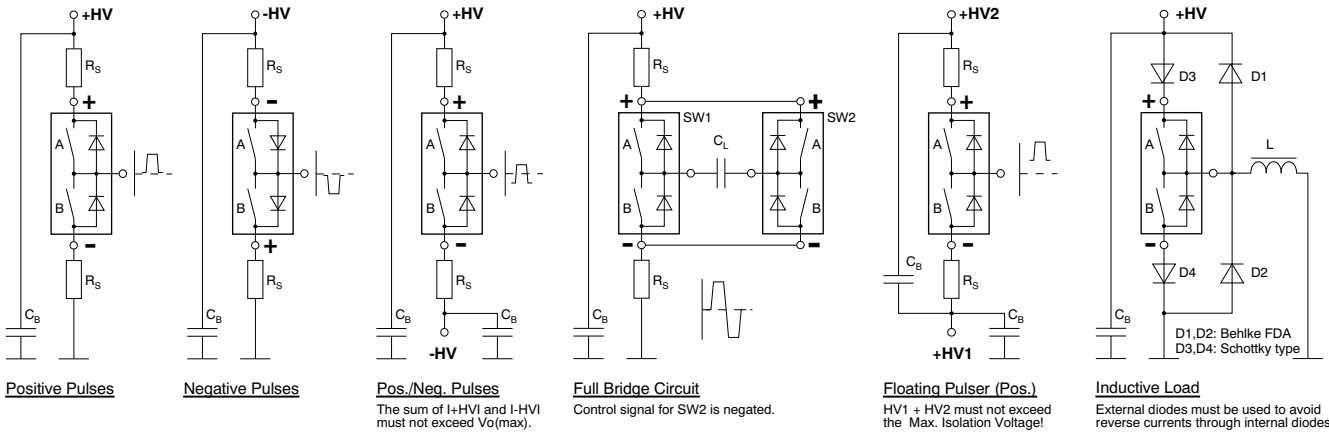 +HV
R_S
+
A
B
-
R_S
C_B
Positive Pulses
-HV
R_S
-
A
B
+
R_S
C_B
Negative Pulses
+HV
R_S
+
A
B
-
R_S
C_B
C_B
-HV
Pos./Neg. Pulses
The sum of I+HVI and I-HVI
must not exceed Vo(max).
+HV
R_S
+
+
SW1
SW2
A
C_L
A
B
B
-
-
R_S
C_B
Full Bridge Circuit
Control signal for SW2 is negated.
+HV2
R_S
+
A
B
-
C_B
R_S
C_B
+HV1
Floating Pulser (Pos.)
HV1 + HV2 must not exceed
the Max. Isolation Voltage!
+HV
D3
D1
+
A
L
B
-
D4
D2
C_B
D1,D2: Behlke FDA
D3,D4: Schottky type
Inductive Load
External diodes must be used to avoid
reverse currents through internal diodes